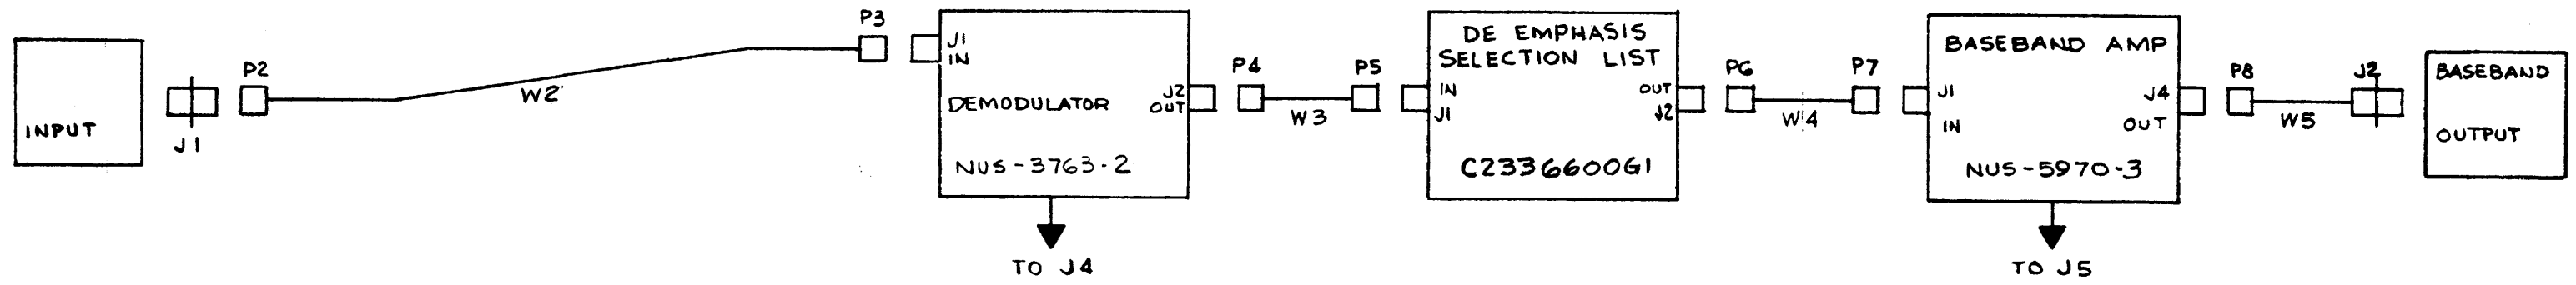 INPUT
J1
P2
W2
P3
J1
IN
DEMODULATOR
J2
OUT
NUS-3763-2
TO J4
P4
W3
P5
DE EMPHASIS
SELECTION LIST
IN
J1
OUT
J2
C2336600G1
P6
W4
P7
BASEBAND AMP
J1
IN
J4
OUT
NUS-5970-3
TO J5
P8
W5
J2
BASEBAND
OUTPUT